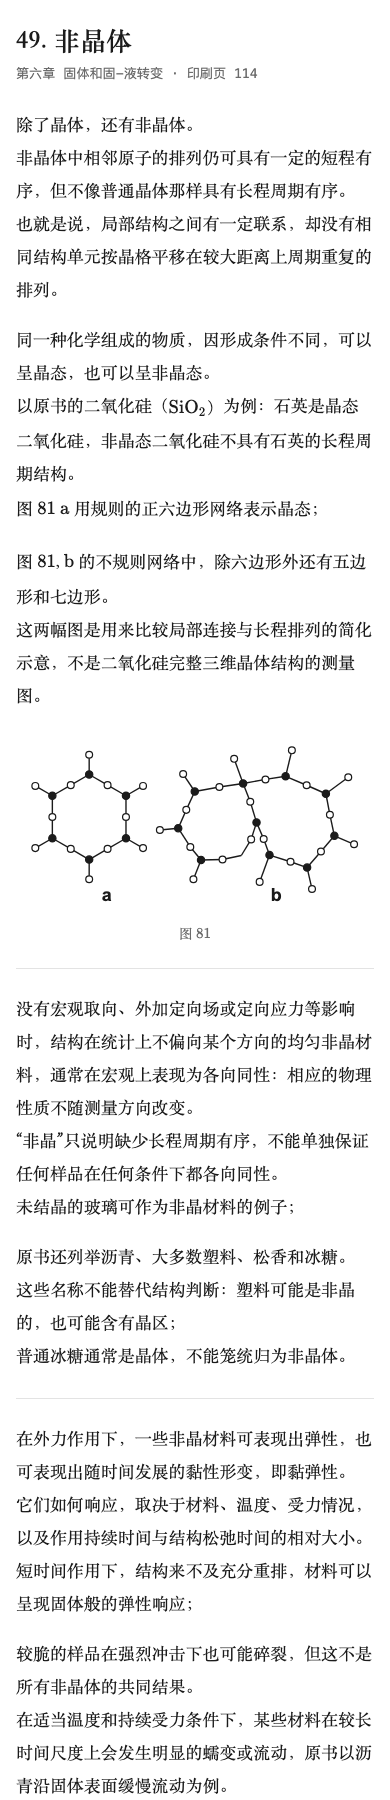 49. 非晶体
第六章 固体和固–液转变 · 印刷页 114
除了晶体，还有非晶体。
非晶体中相邻原子的排列仍可具有一定的短程有
序，但不像普通晶体那样具有长程周期有序。
也就是说，局部结构之间有一定联系，却没有相
同结构单元按晶格平移在较大距离上周期重复的
排列。
同一种化学组成的物质，因形成条件不同，可以
呈晶态，也可以呈非晶态。
以原书的二氧化硅（SiO₂）为例：石英是晶态
二氧化硅，非晶态二氧化硅不具有石英的长程周
期结构。
图 81 a 用规则的正六边形网络表示晶态；
图 81, b 的不规则网络中，除六边形外还有五边
形和七边形。
这两幅图是用来比较局部连接与长程排列的简化
示意，不是二氧化硅完整三维晶体结构的测量
图。
a
b
图 81
没有宏观取向、外加定向场或定向应力等影响
时，结构在统计上不偏向某个方向的均匀非晶材
料，通常在宏观上表现为各向同性：相应的物理
性质不随测量方向改变。
“非晶”只说明缺少长程周期有序，不能单独保证
任何样品在任何条件下都各向同性。
未结晶的玻璃可作为非晶材料的例子；
原书还列举沥青、大多数塑料、松香和冰糖。
这些名称不能替代结构判断：塑料可能是非晶
的，也可能含有晶区；
普通冰糖通常是晶体，不能笼统归为非晶体。
在外力作用下，一些非晶材料可表现出弹性，也
可表现出随时间发展的黏性形变，即黏弹性。
它们如何响应，取决于材料、温度、受力情况，
以及作用持续时间与结构松弛时间的相对大小。
短时间作用下，结构来不及充分重排，材料可以
呈现固体般的弹性响应；
较脆的样品在强烈冲击下也可能碎裂，但这不是
所有非晶体的共同结果。
在适当温度和持续受力条件下，某些材料在较长
时间尺度上会发生明显的蠕变或流动，原书以沥
青沿固体表面缓慢流动为例。